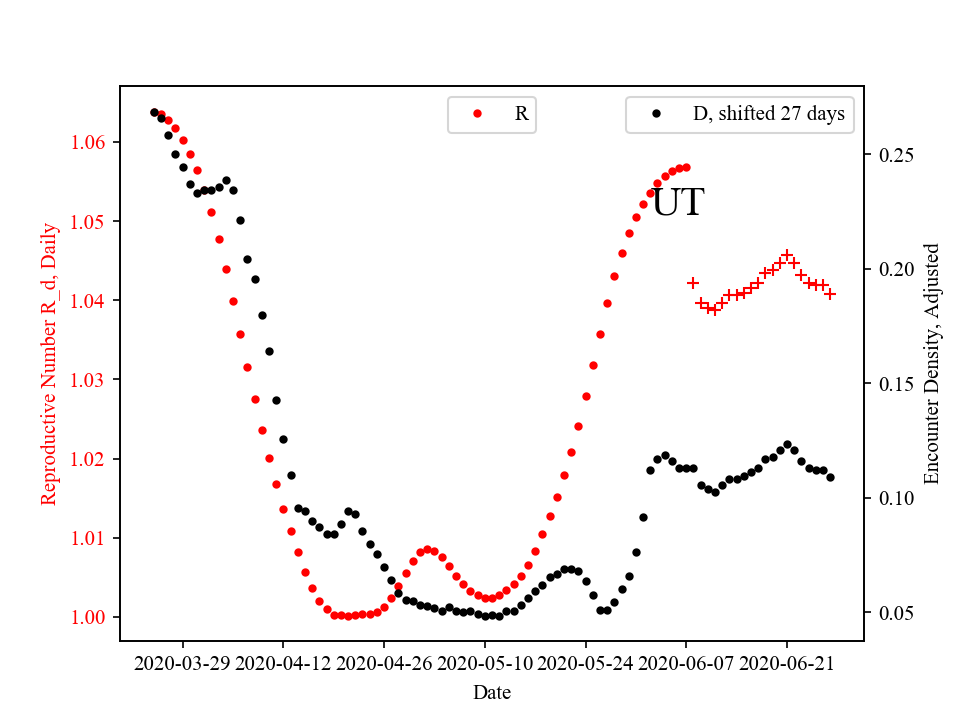 R
D, shifted 27 days
UT
Reproductive Number R_d, Daily
1.06
1.05
1.04
1.03
1.02
1.01
1.00
0.25
0.20
0.15
0.10
0.05
Encounter Density, Adjusted
2020-03-29 2020-04-12 2020-04-26 2020-05-10 2020-05-24 2020-06-07 2020-06-21
Date